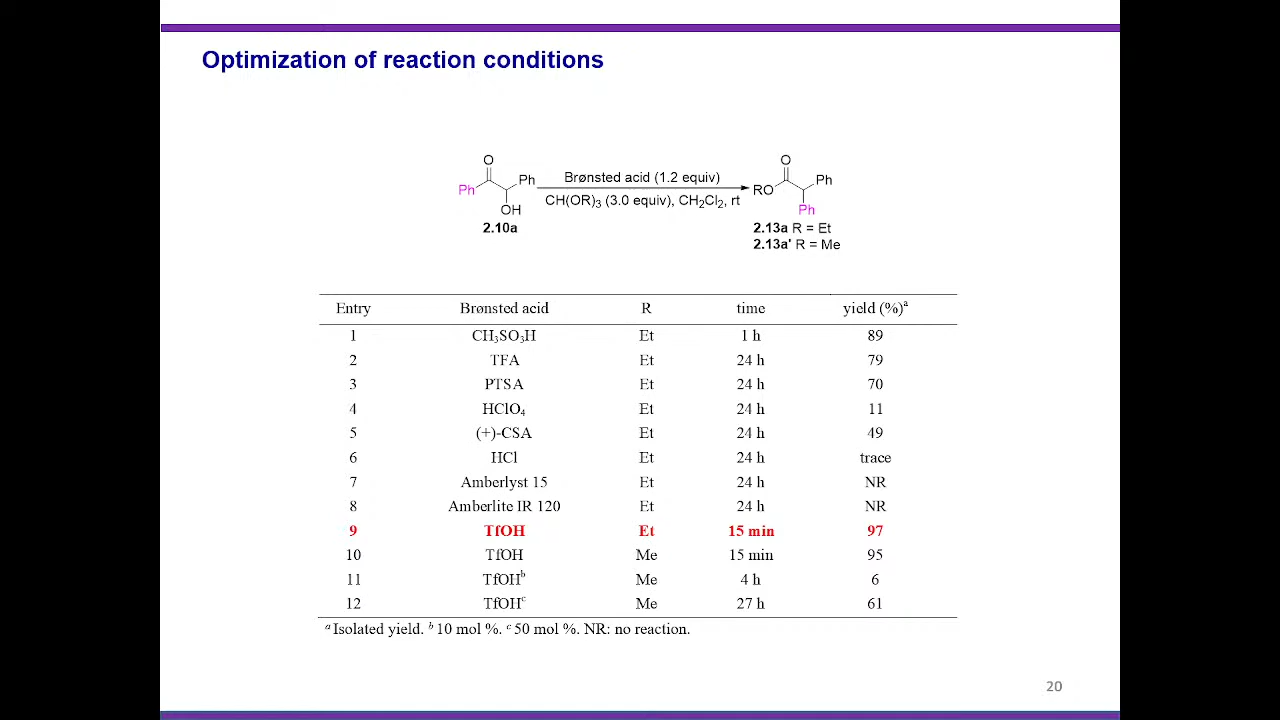 Optimization of reaction conditions
O
Ph
Ph
OH
2.10a
Brønsted acid (1.2 equiv)
CH(OR)₃ (3.0 equiv), CH₂Cl₂, rt
O
RO
Ph
Ph
2.13a R = Et
2.13a' R = Me
Entry Brønsted acid R time yield (%)ᵃ
1 CH₃SO₃H Et 1 h 89
2 TFA Et 24 h 79
3 PTSA Et 24 h 70
4 HClO₄ Et 24 h 11
5 (+)-CSA Et 24 h 49
6 HCl Et 24 h trace
7 Amberlyst 15 Et 24 h NR
8 Amberlite IR 120 Et 24 h NR
9 TfOH Et 15 min 97
10 TfOH Me 15 min 95
11 TfOHᵇ Me 4 h 6
12 TfOHᶜ Me 27 h 61
ᵃ Isolated yield. ᵇ 10 mol %. ᶜ 50 mol %. NR: no reaction.
20